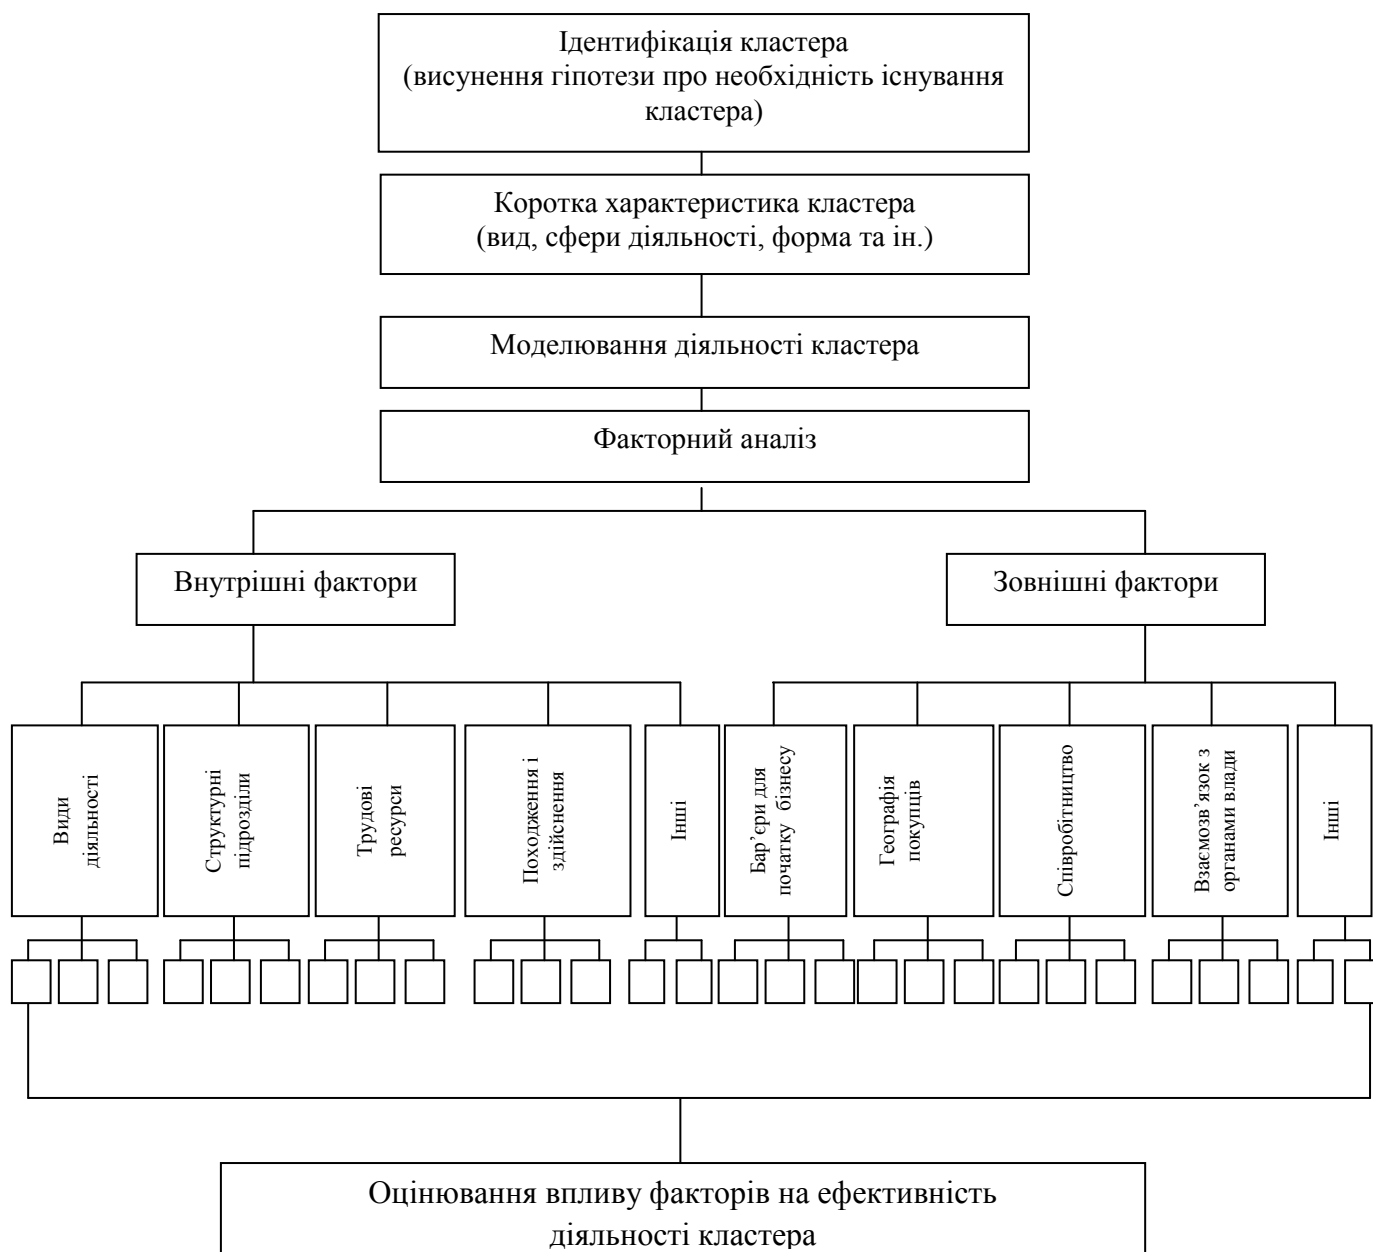 Ідентифікація кластера
(висунення гіпотези про необхідність існування
кластера)
Коротка характеристика кластера
(вид, сфери діяльності, форма та ін.)
Моделювання діяльності кластера
Факторний аналіз
Внутрішні фактори
Зовнішні фактори
Види
діяльності
Структурні
підрозділи
Трудові
ресурси
Походження і
здійснення
Інші
Бар’єри для
початку бізнесу
Географія
покупців
Співробітництво
Взаємозв’язок з
органами влади
Інші
Оцінювання впливу факторів на ефективність
діяльності кластера